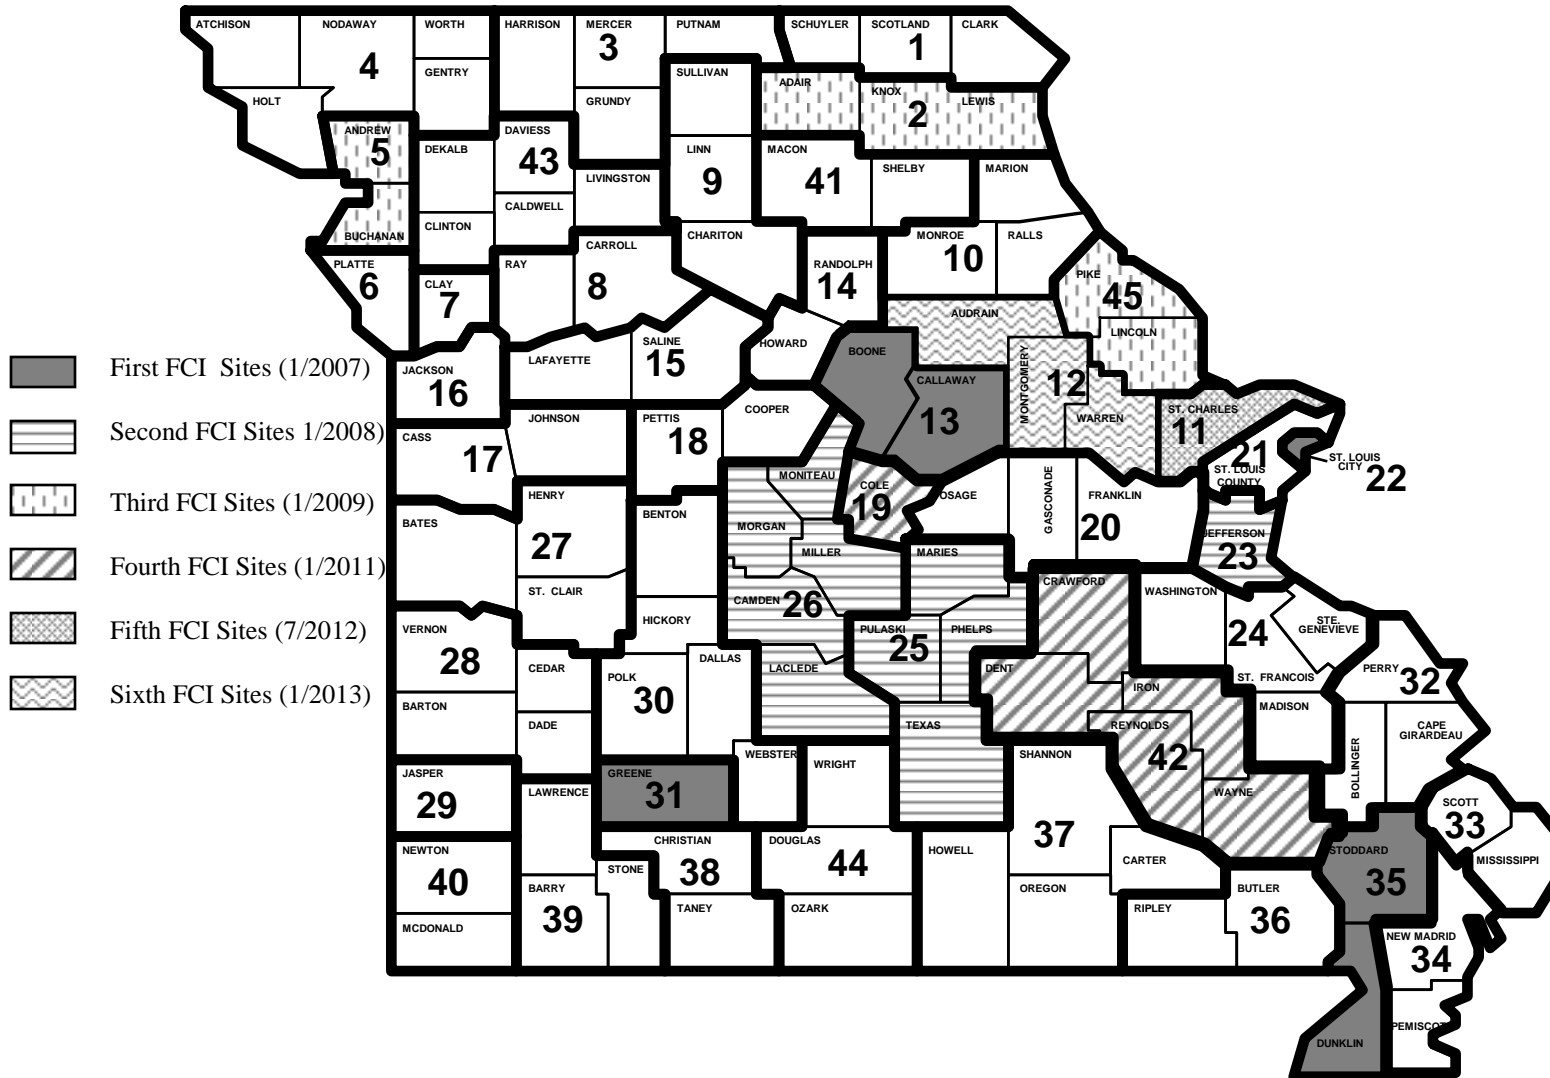 ATCHISON
NODAWAY
WORTH
HARRISON
MERCER
PUTNAM
SCHUYLER
SCOTLAND
CLARK
4
3
1
GENTRY
SULLIVAN
ADAIR
KNOX
LEWIS
HOLT
GRUNDY
2
ANDREW
5
DEKALB
DAVIESS
43
LINN
9
MACON
41
SHELBY
MARION
LIVINGSTON
CALDWELL
BUCHANAN
CLINTON
CARROLL
CHARITON
MONROE
10
RALLS
PLATTE
6
CLAY
7
RAY
8
RANDOLPH
14
PIKE
45
AUDRAIN
LINCOLN
SALINE
15
HOWARD
BOONE
LAFAYETTE
MONTGOMERY
12
First FCI Sites (1/2007)
JACKSON
16
CALLAWAY
13
WARREN
ST. CHARLES
11
COOPER
JOHNSON
PETTIS
18
Second FCI Sites 1/2008)
CASS
17
21
ST. LOUIS
CITY
22
ST. LOUIS
COUNTY
MONITEAU
COLE
19
OSAGE
GASCONADE
FRANKLIN
20
Third FCI Sites (1/2009)
HENRY
27
BENTON
BATES
MORGAN
MILLER
MARIES
JEFFERSON
23
Fourth FCI Sites (1/2011)
CRAWFORD
WASHINGTON
ST. CLAIR
CAMDEN
26
Fifth FCI Sites (7/2012)
VERNON
28
HICKORY
PULASKI
25
PHELPS
24
STE.
GENEVIEVE
CEDAR
DALLAS
LACLEDE
DENT
PERRY
32
POLK
30
IRON
ST. FRANCOIS
Sixth FCI Sites (1/2013)
BARTON
MADISON
DADE
TEXAS
REYNOLDS
42
CAPE
GIRARDEAU
WEBSTER
WRIGHT
SHANNON
BOLLINGER
JASPER
29
GREENE
31
LAWRENCE
WAYNE
SCOTT
33
CHRISTIAN
38
DOUGLAS
44
HOWELL
37
STODDARD
35
NEWTON
40
STONE
CARTER
MISSISSIPPI
BARRY
39
OREGON
BUTLER
36
TANEY
OZARK
RIPLEY
MCDONALD
NEW MADRID
34
PEMISCOT
DUNKLIN